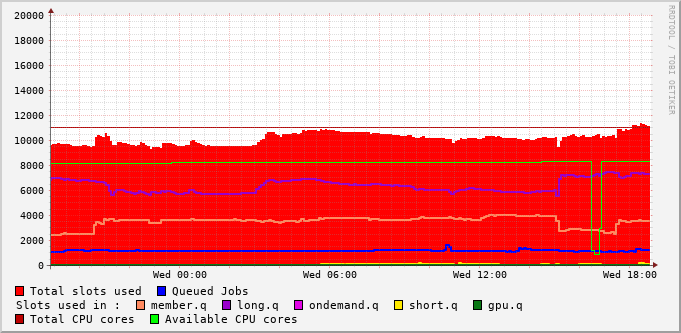 RRDTOOL / TOBI OETIKER
20000
18000
16000
14000
12000
10000
8000
6000
4000
2000
0
Wed 00:00 Wed 06:00 Wed 12:00 Wed 18:00
Total slots used Queued Jobs
Slots used in : member.q long.q ondemand.q short.q gpu.q
Total CPU cores Available CPU cores